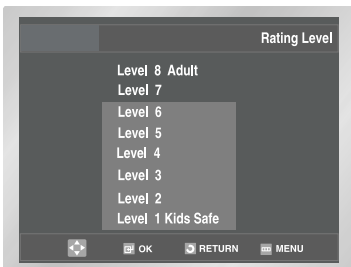 Rating Level
Level 8 Adult
Level 7
Level 6
Level 5
Level 4
Level 3
Level 2
Level 1 Kids Safe
OK RETURN MENU